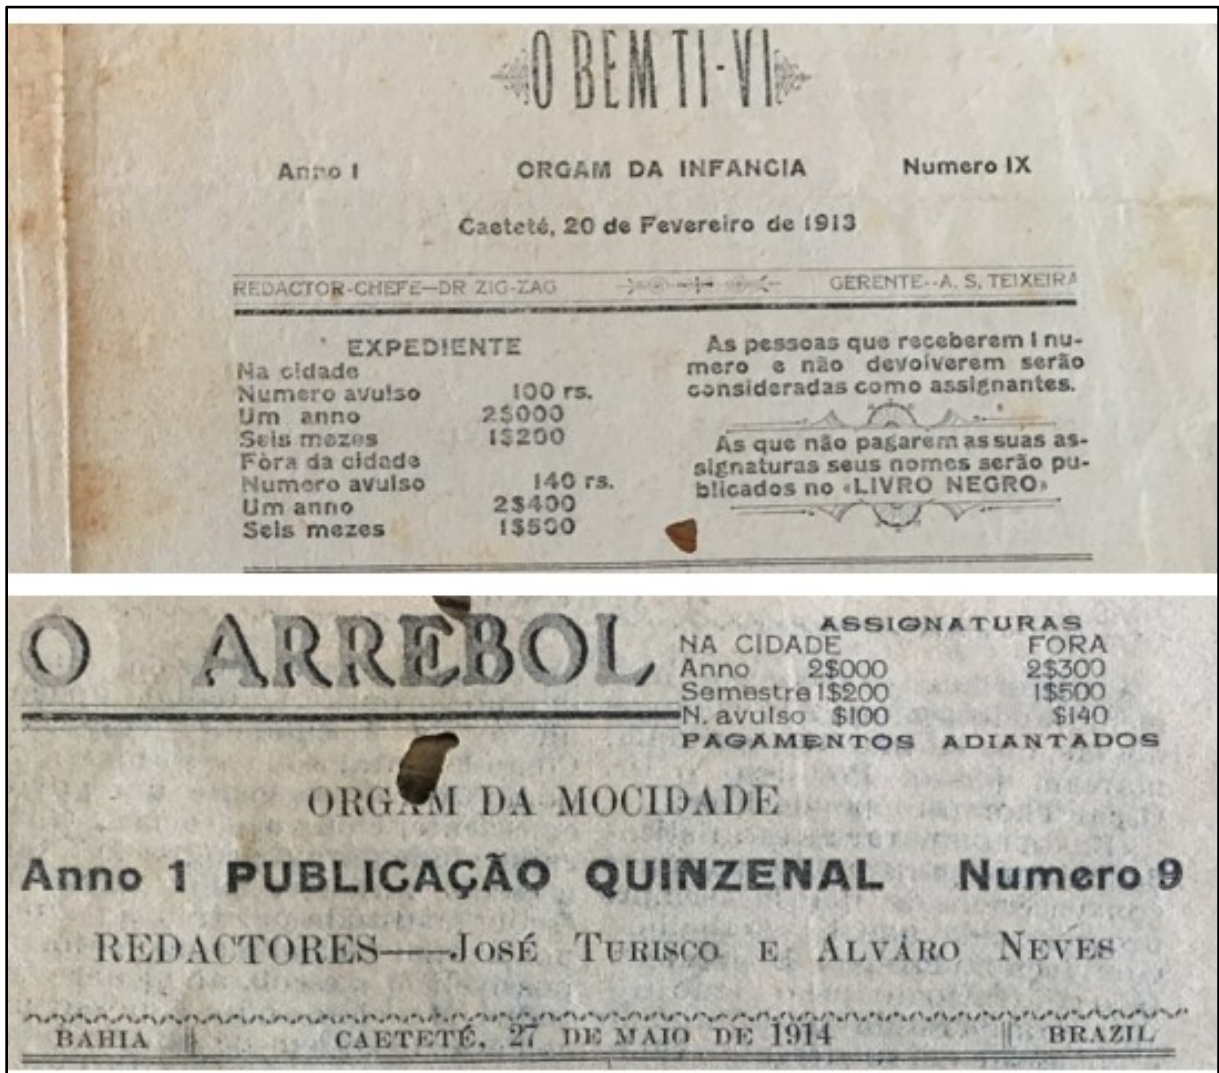 O BEM TI-VI
Anno I ORGAM DA INFANCIA Numero IX
Caeteté, 20 de Fevereiro de 1913
REDACTOR-CHEFE—DR ZIG-ZAG GERENTE--A. S. TEIXEIRA
EXPEDIENTE
Na cidade
Numero avulso 100 rs.
Um anno 2$000
Seis mezes 1$200
Fòra da cidade
Numero avulso 140 rs.
Um anno 2$400
Seis mezes 1$500
As pessoas que receberem 1 nu-
mero e não devolverem serão
consideradas como assignantes.
As que não pagarem as suas as-
signaturas seus nomes serão pu-
blicados no «LIVRO NEGRO»
O ARREBOL
ASSIGNATURAS
NA CIDADE FORA
Anno 2$000 2$300
Semestre 1$200 1$500
N. avulso $100 $140
PAGAMENTOS ADIANTADOS
ORGAM DA MOCIDADE
Anno 1 PUBLICAÇÃO QUINZENAL Numero 9
REDACTORES——JOSÉ TURISCO E ALVÁRO NEVES
BAHIA CAETETÉ, 27 DE MAIO DE 1914 BRAZIL